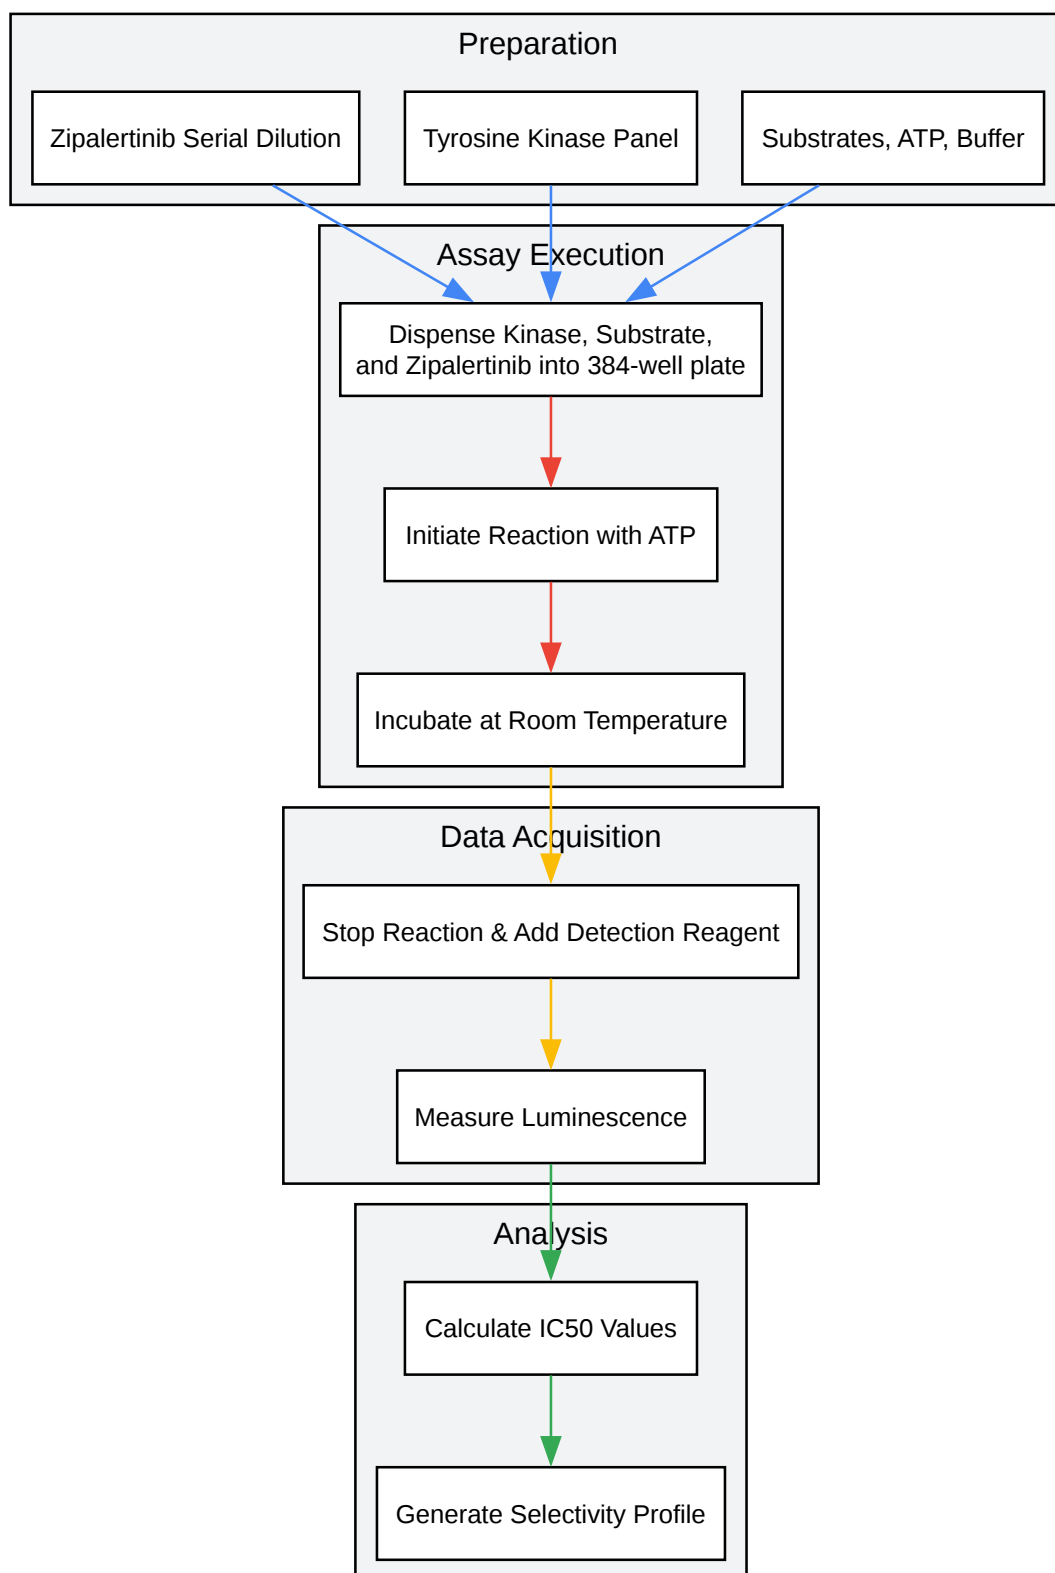 Preparation
Zipalertinib Serial Dilution
Tyrosine Kinase Panel
Substrates, ATP, Buffer
Assay Execution
Dispense Kinase, Substrate,
and Zipalertinib into 384-well plate
Initiate Reaction with ATP
Incubate at Room Temperature
Data Acquisition
Stop Reaction & Add Detection Reagent
Measure Luminescence
Analysis
Calculate IC50 Values
Generate Selectivity Profile